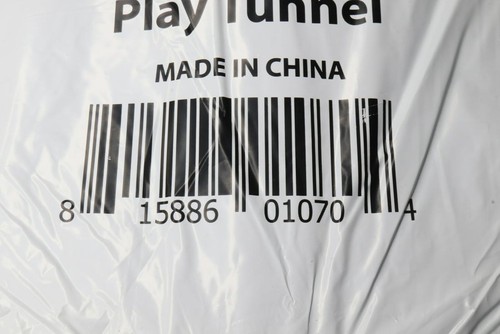 Play Tunnel
MADE IN CHINA
8 15886 01070 4